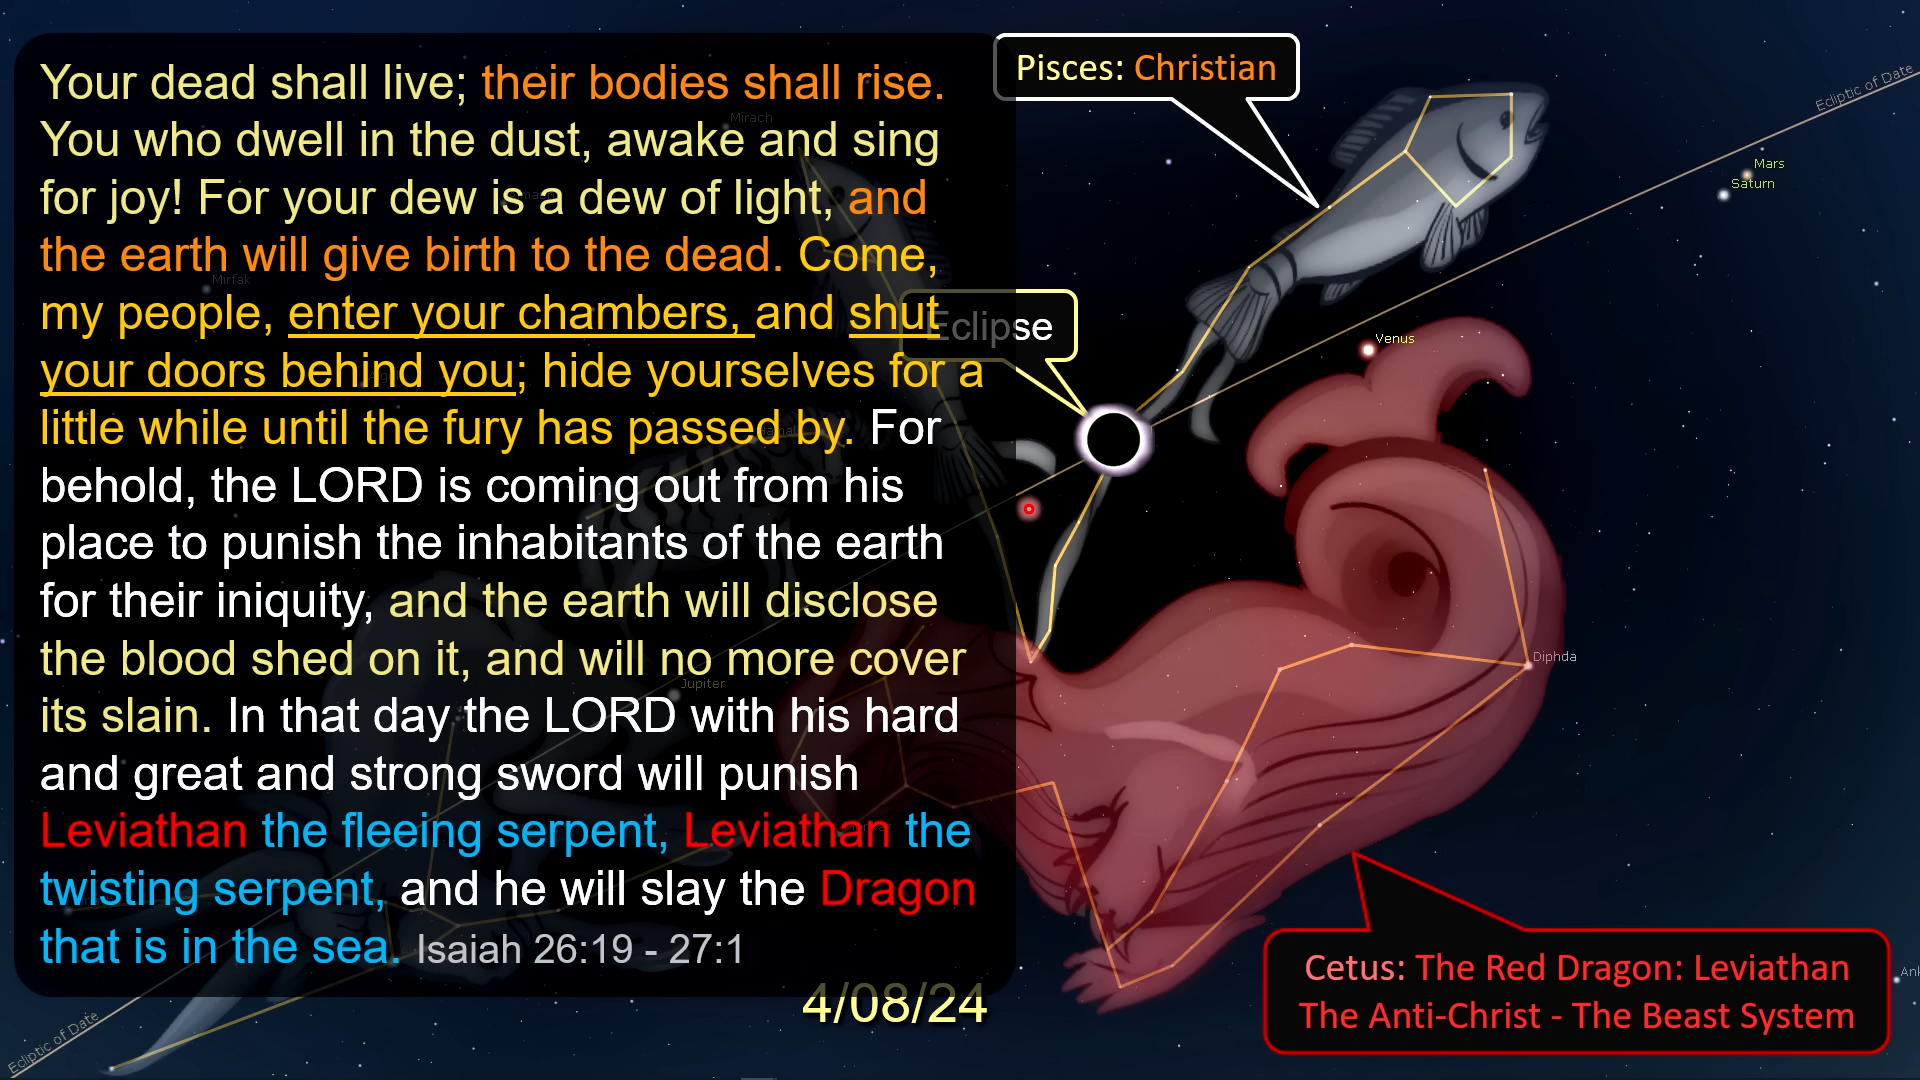 Your dead shall live; their bodies shall rise.
You who dwell in the dust, awake and sing
for joy! For your dew is a dew of light, and
the earth will give birth to the dead. Come,
my people, enter your chambers, and shut
your doors behind you; hide yourselves for a
little while until the fury has passed by. For
behold, the LORD is coming out from his
place to punish the inhabitants of the earth
for their iniquity, and the earth will disclose
the blood shed on it, and will no more cover
its slain. In that day the LORD with his hard
and great and strong sword will punish
Leviathan the fleeing serpent, Leviathan the
twisting serpent, and he will slay the Dragon
that is in the sea. Isaiah 26:19 - 27:1
Pisces: Christian
Eclipse
Ecliptic of Date
Mars
Saturn
Venus
Mirach
Mirfak
Jupiter
Diphda
Cetus: The Red Dragon: Leviathan
The Anti-Christ - The Beast System
4/08/24
Ecliptic of Date